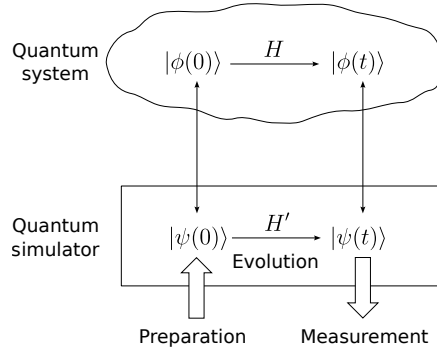 Quantum
system
|ϕ(0)⟩ H |ϕ(t)⟩
Quantum
simulator
|ψ(0)⟩ H′ |ψ(t)⟩
Evolution
Preparation Measurement